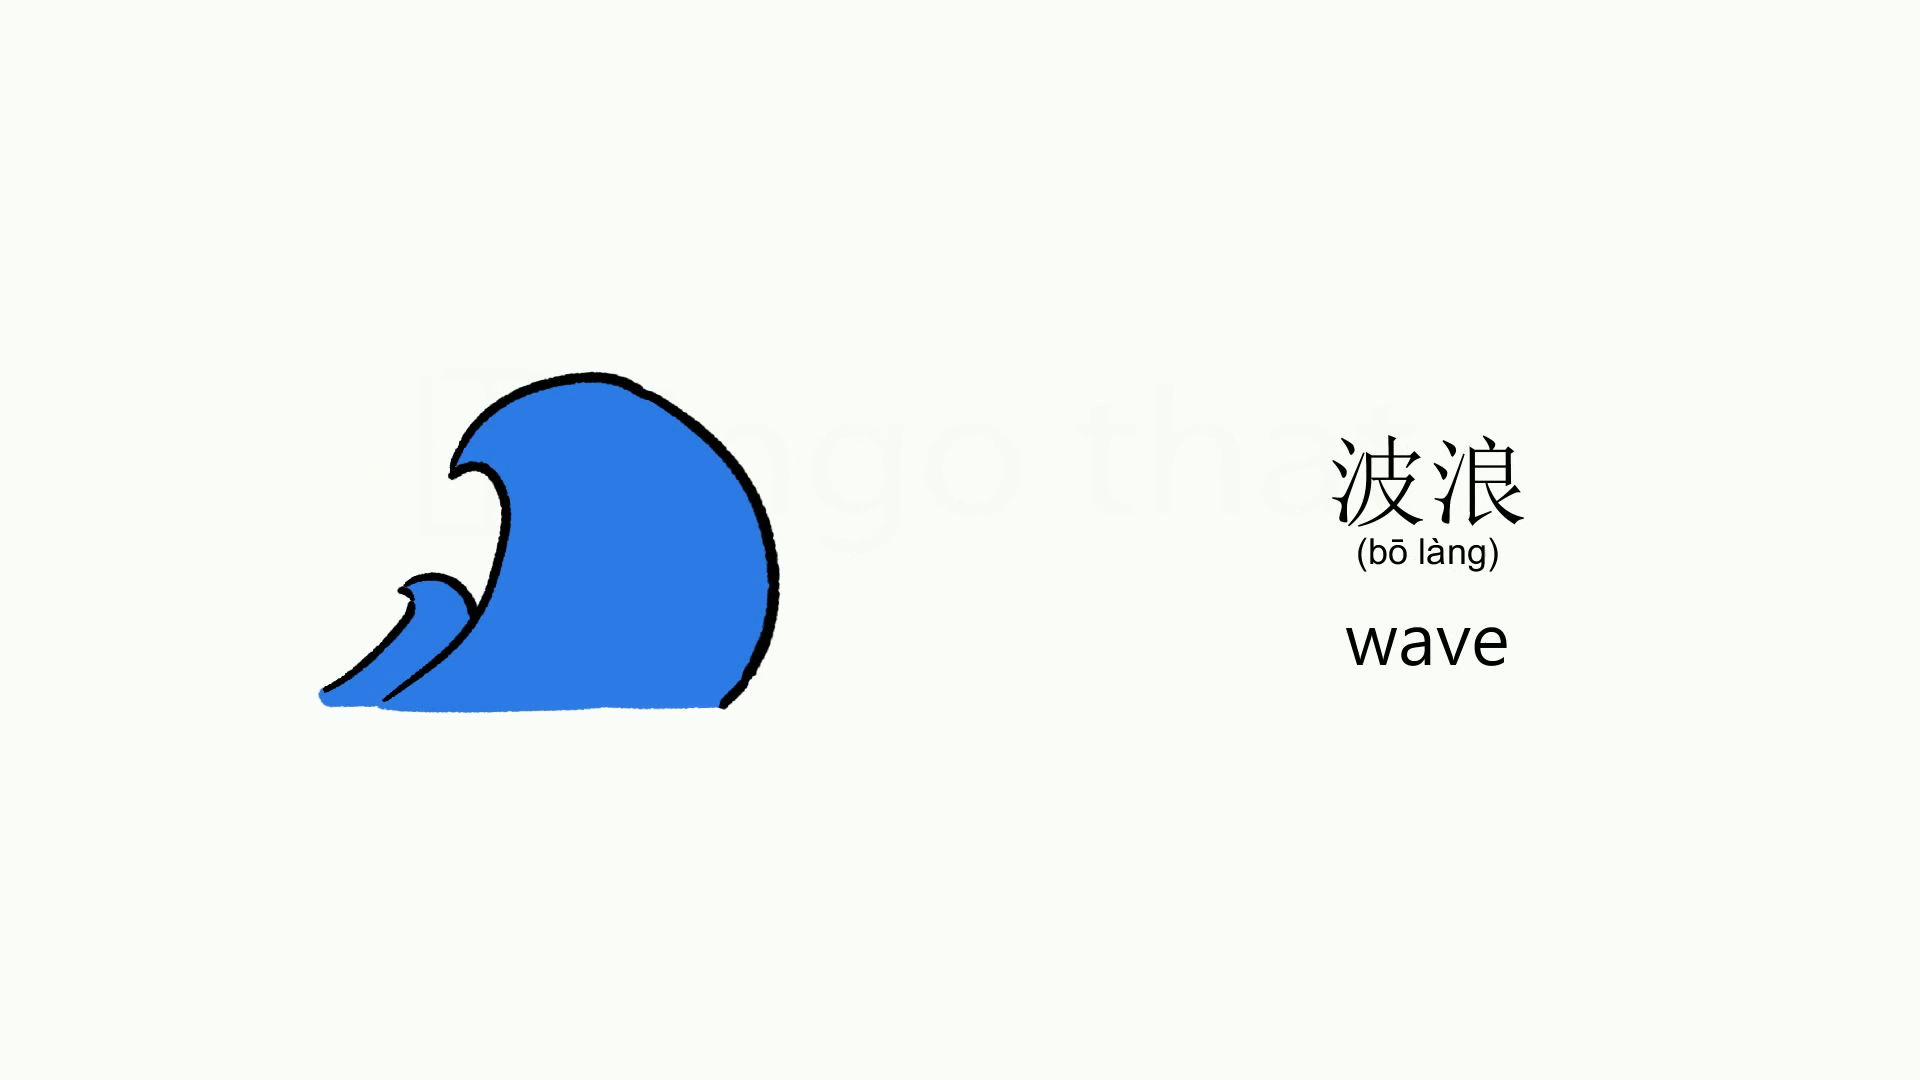 波浪
(bō làng)
wave